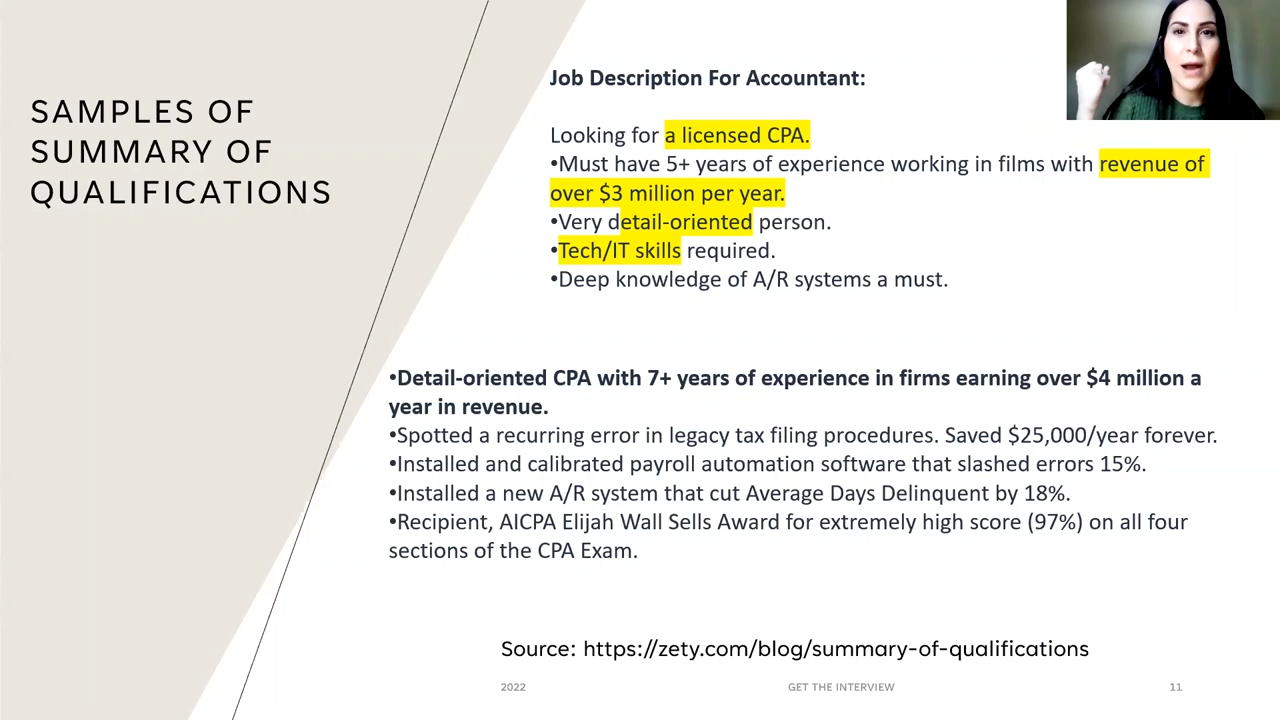 SAMPLES OF
SUMMARY OF
QUALIFICATIONS
Job Description For Accountant:
Looking for a licensed CPA.
•Must have 5+ years of experience working in films with revenue of
over $3 million per year.
•Very detail-oriented person.
•Tech/IT skills required.
•Deep knowledge of A/R systems a must.
•Detail-oriented CPA with 7+ years of experience in firms earning over $4 million a
year in revenue.
•Spotted a recurring error in legacy tax filing procedures. Saved $25,000/year forever.
•Installed and calibrated payroll automation software that slashed errors 15%.
•Installed a new A/R system that cut Average Days Delinquent by 18%.
•Recipient, AICPA Elijah Wall Sells Award for extremely high score (97%) on all four
sections of the CPA Exam.
Source: https://zety.com/blog/summary-of-qualifications
2022 GET THE INTERVIEW 11